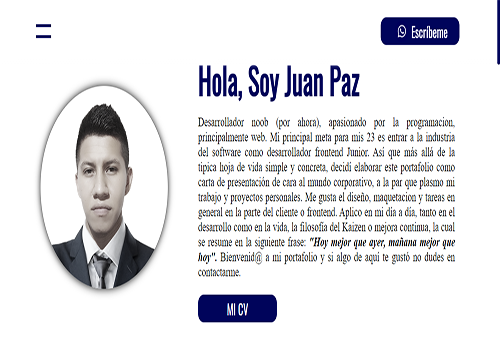 Escríbeme
Hola, Soy Juan Paz
Desarrollador noob (por ahora), apasionado por la programacion,
principalmente web. Mi principal meta para mis 23 es entrar a la industria
del software como desarrollador frontend Junior. Asi que más allá de la
tipica hoja de vida simple y concreta, decidí elaborar este portafolio como
carta de presentación de cara al mundo corporativo, a la par que plasmo mi
trabajo y proyectos personales. Me gusta el diseño, maquetacion y tareas en
general en la parte del cliente o frontend. Aplico en mi día a día, tanto en el
desarrollo como en la vida, la filosofía del Kaizen o mejora continua, la cual
se resume en la siguiente frase: "Hoy mejor que ayer, mañana mejor que
hoy". Bienvenid@ a mi portafolio y si algo de aqui te gustó no dudes en
contactarme.
MI CV